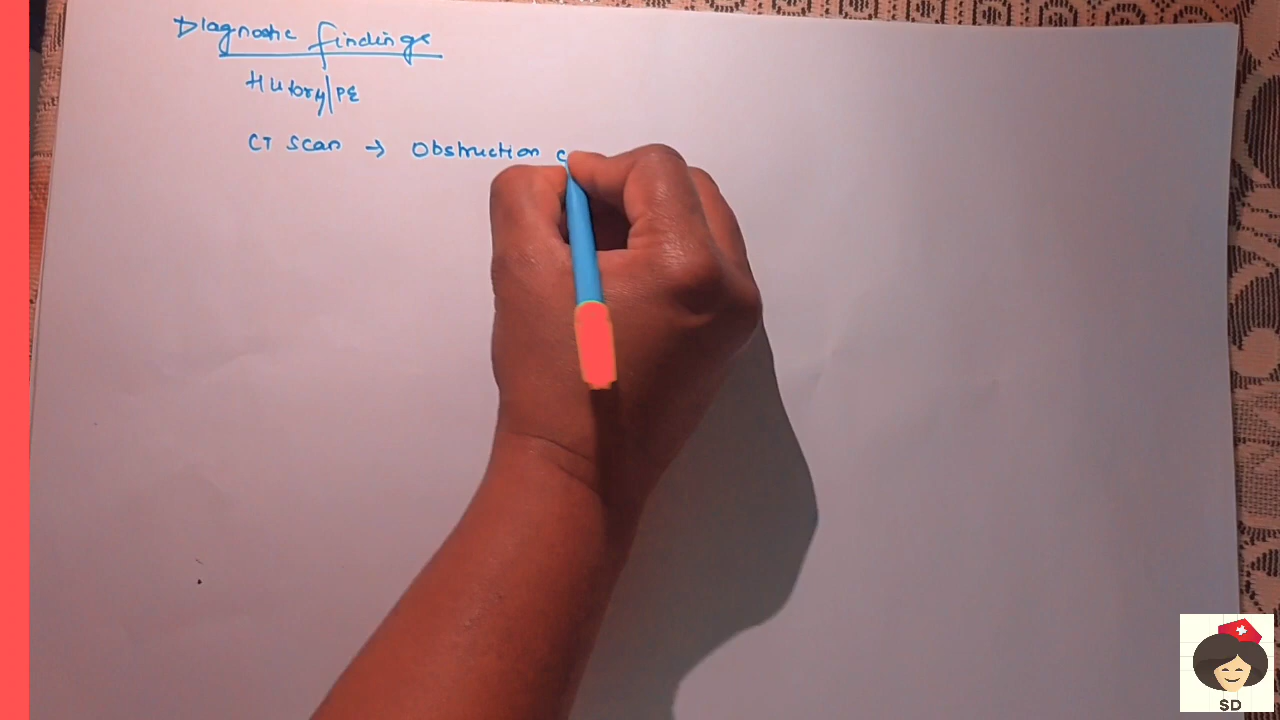 Diagnostic findings
History/PE
CT Scan → Obstruction c
SD